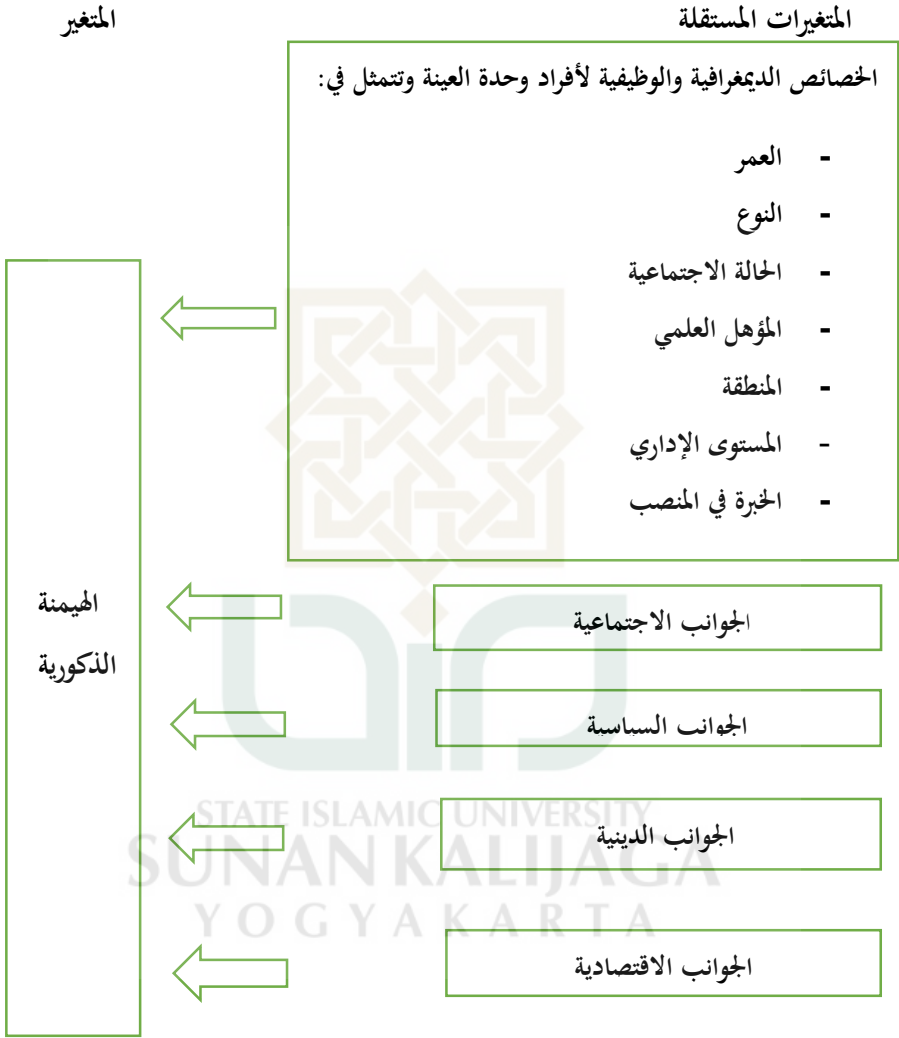 المتغيرات المستقلة
المتغير
الخصائص الديمغرافية والوظيفية لأفراد وحدة العينة وتتمثل في:
- العمر
- النوع
- الحالة الاجتماعية
- المؤهل العلمي
- المنطقة
- المستوى الإداري
- الخبرة في المنصب
الهيمنة
الذكورية
الجوانب الاجتماعية
الجوانب السياسية
الجوانب الدينية
الجوانب الاقتصادية
STATE ISLAMIC UNIVERSITY
SUNAN KALIJAGA
YOGYAKARTA